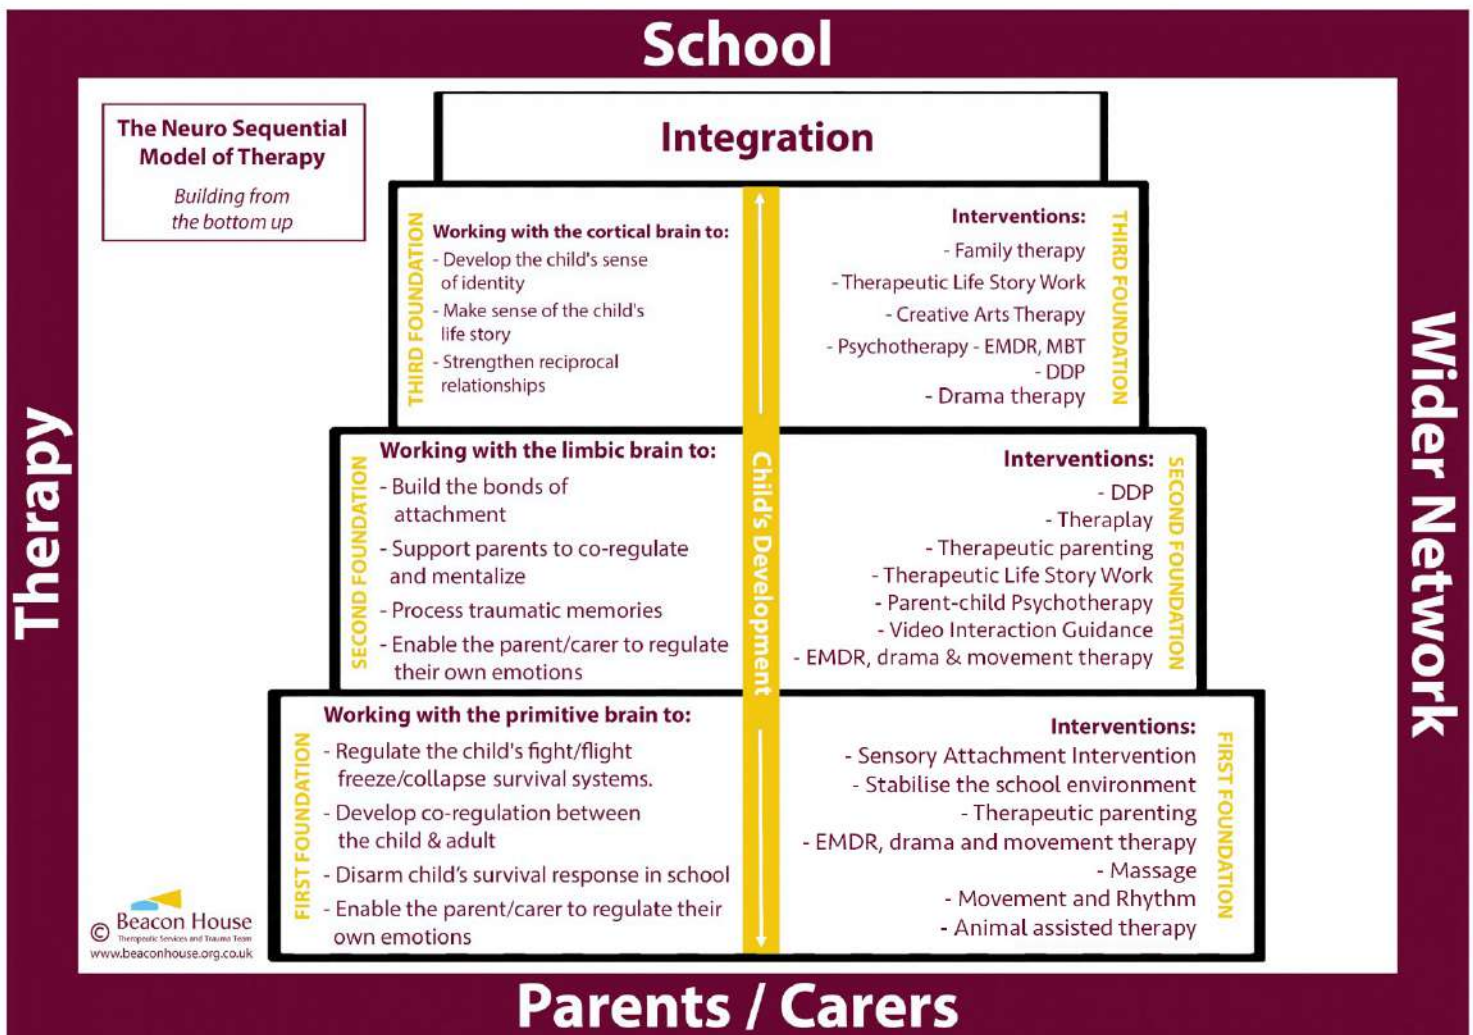 School
The Neuro Sequential
Model of Therapy
Building from
the bottom up
Integration
THIRD FOUNDATION
Working with the cortical brain to:
- Develop the child's sense
of identity
- Make sense of the child's
life story
- Strengthen reciprocal
relationships
Interventions:
- Family therapy
- Therapeutic Life Story Work
- Creative Arts Therapy
- Psychotherapy - EMDR, MBT
- DDP
- Drama therapy
THIRD FOUNDATION
SECOND FOUNDATION
Working with the limbic brain to:
- Build the bonds of
attachment
- Support parents to co-regulate
and mentalize
- Process traumatic memories
- Enable the parent/carer to regulate
their own emotions
Child's Development
Interventions:
- DDP
- Theraplay
- Therapeutic parenting
- Therapeutic Life Story Work
- Parent-child Psychotherapy
- Video Interaction Guidance
- EMDR, drama & movement therapy
SECOND FOUNDATION
FIRST FOUNDATION
Working with the primitive brain to:
- Regulate the child's fight/flight
freeze/collapse survival systems.
- Develop co-regulation between
the child & adult
- Disarm child's survival response in school
- Enable the parent/carer to regulate their
own emotions
Interventions:
- Sensory Attachment Intervention
- Stabilise the school environment
- Therapeutic parenting
- EMDR, drama and movement therapy
- Massage
- Movement and Rhythm
- Animal assisted therapy
FIRST FOUNDATION
Therapy
Wider Network
© Beacon House
Therapeutic Services and Trauma Team
www.beaconhouse.org.co.uk
Parents / Carers